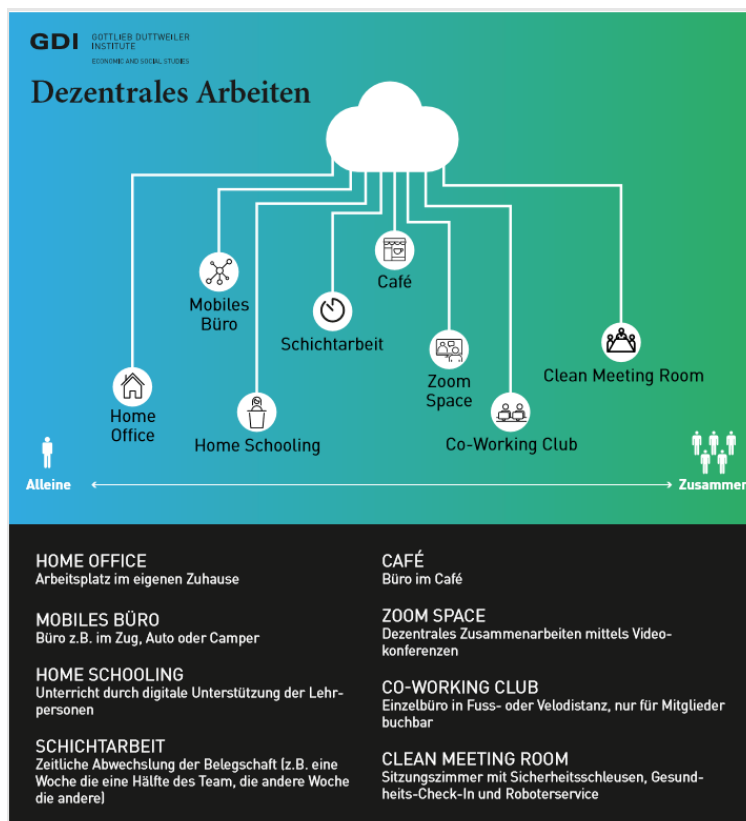 GDI
GOTTLIEB DUTTWEILER
INSTITUTE
ECONOMIC AND SOCIAL STUDIES
Dezentrales Arbeiten
Café
Mobiles
Büro
Schichtarbeit
Zoom
Space
Clean Meeting Room
Home
Office
Home Schooling
Co-Working Club
Alleine
Zusammen
HOME OFFICE
Arbeitsplatz im eigenen Zuhause
MOBILES BÜRO
Büro z.B. im Zug, Auto oder Camper
HOME SCHOOLING
Unterricht durch digitale Unterstützung der Lehr-
personen
SCHICHTARBEIT
Zeitliche Abwechslung der Belegschaft (z.B. eine
Woche die eine Hälfte des Team, die andere Woche
die andere)
CAFÉ
Büro im Café
ZOOM SPACE
Dezentrales Zusammenarbeiten mittels Video-
konferenzen
CO-WORKING CLUB
Einzelbüro in Fuss- oder Velodistanz, nur für Mitglieder
buchbar
CLEAN MEETING ROOM
Sitzungszimmer mit Sicherheitsschleusen, Gesund-
heits-Check-In und Roboterservice